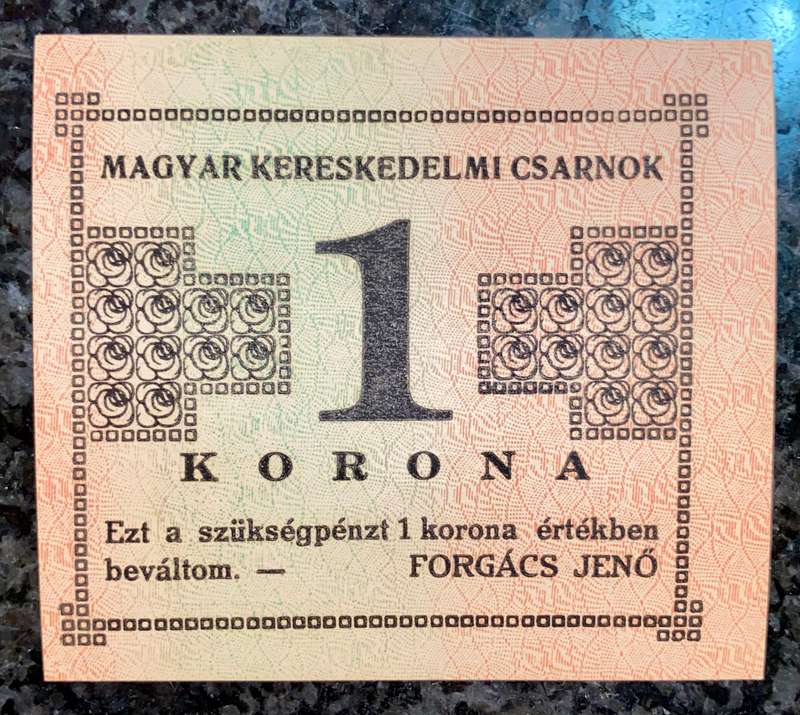 MAGYAR KERESKEDELMI CSARNOK
1
KORONA
Ezt a szükségpénzt 1 korona értékben
beváltom. — FORGÁCS JENŐ